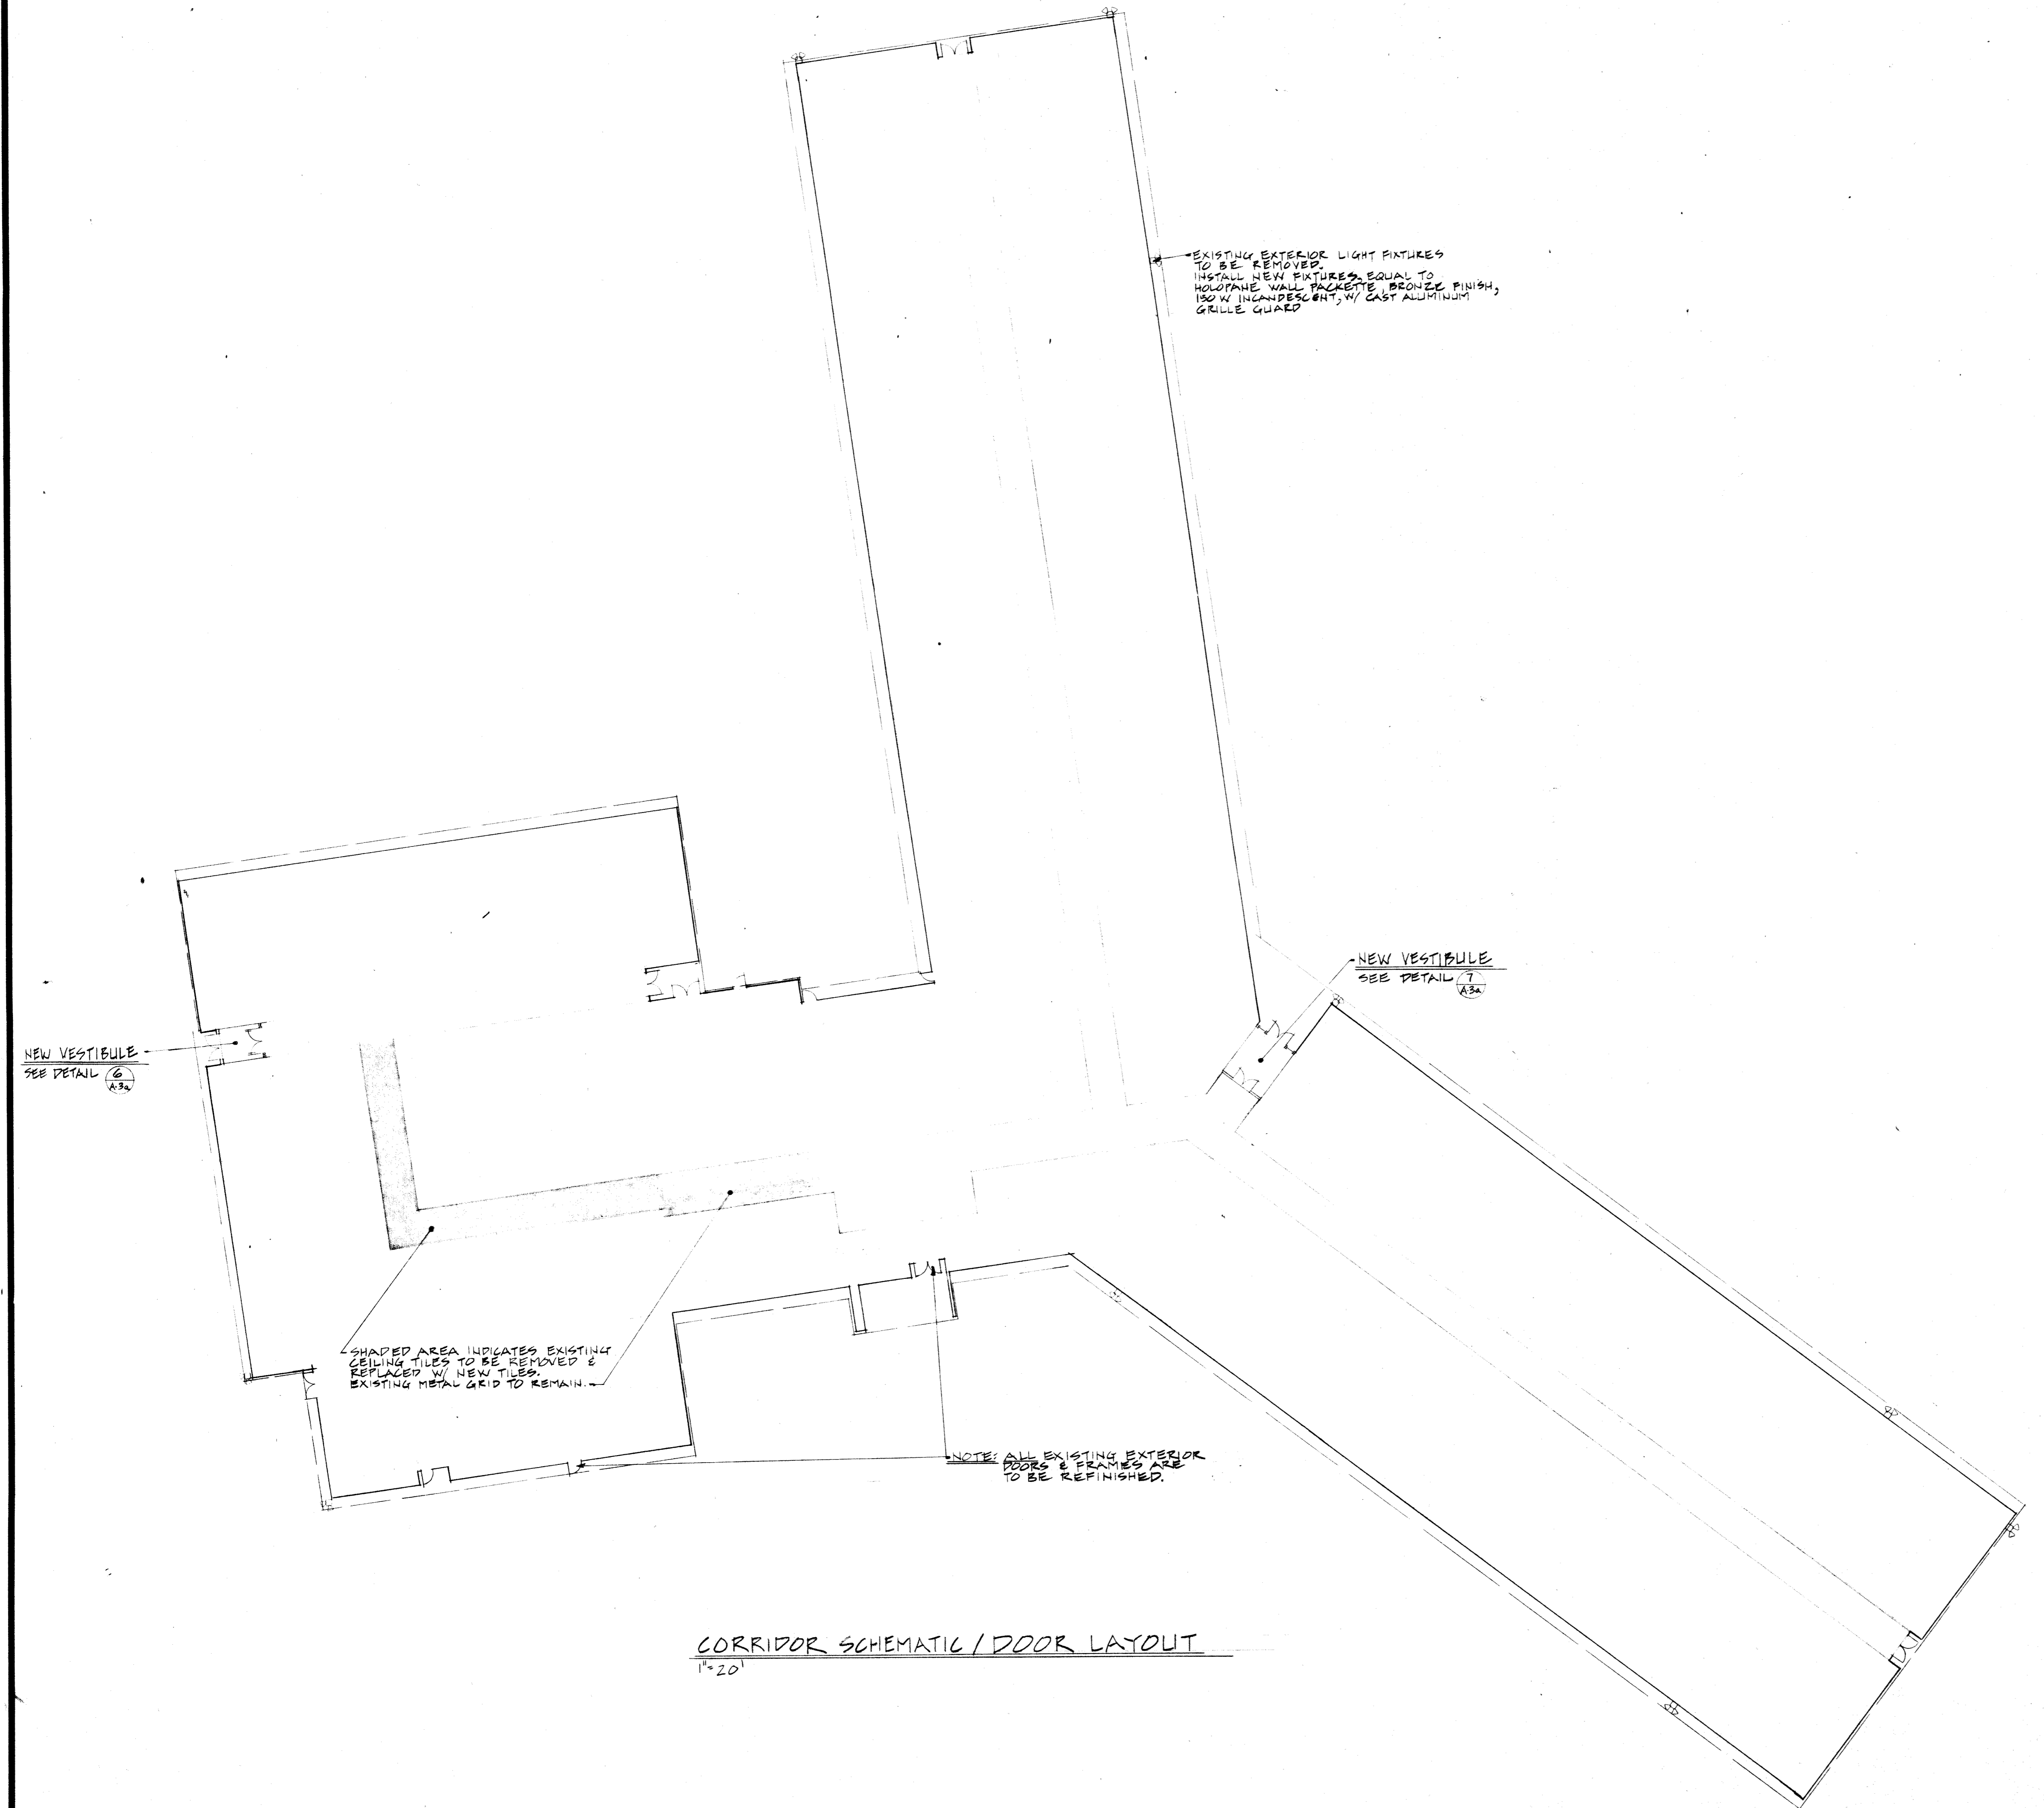 EXISTING EXTERIOR LIGHT FIXTURES
TO BE REMOVED.
INSTALL NEW FIXTURES, EQUAL TO
HOLOPANE WALL PACKETTE, BRONZE FINISH,
150 W INCANDESCENT, W/ CAST ALUMINUM
GRILLE GUARD
NEW VESTIBULE
SEE DETAIL 7
A-3a
NEW VESTIBULE
SEE DETAIL 6
A-3a
SHADED AREA INDICATES EXISTING
CEILING TILES TO BE REMOVED &
REPLACED W/ NEW TILES.
EXISTING METAL GRID TO REMAIN.
NOTE: ALL EXISTING EXTERIOR
DOORS & FRAMES ARE
TO BE REFINISHED.
CORRIDOR SCHEMATIC / DOOR LAYOUT
1"=20'